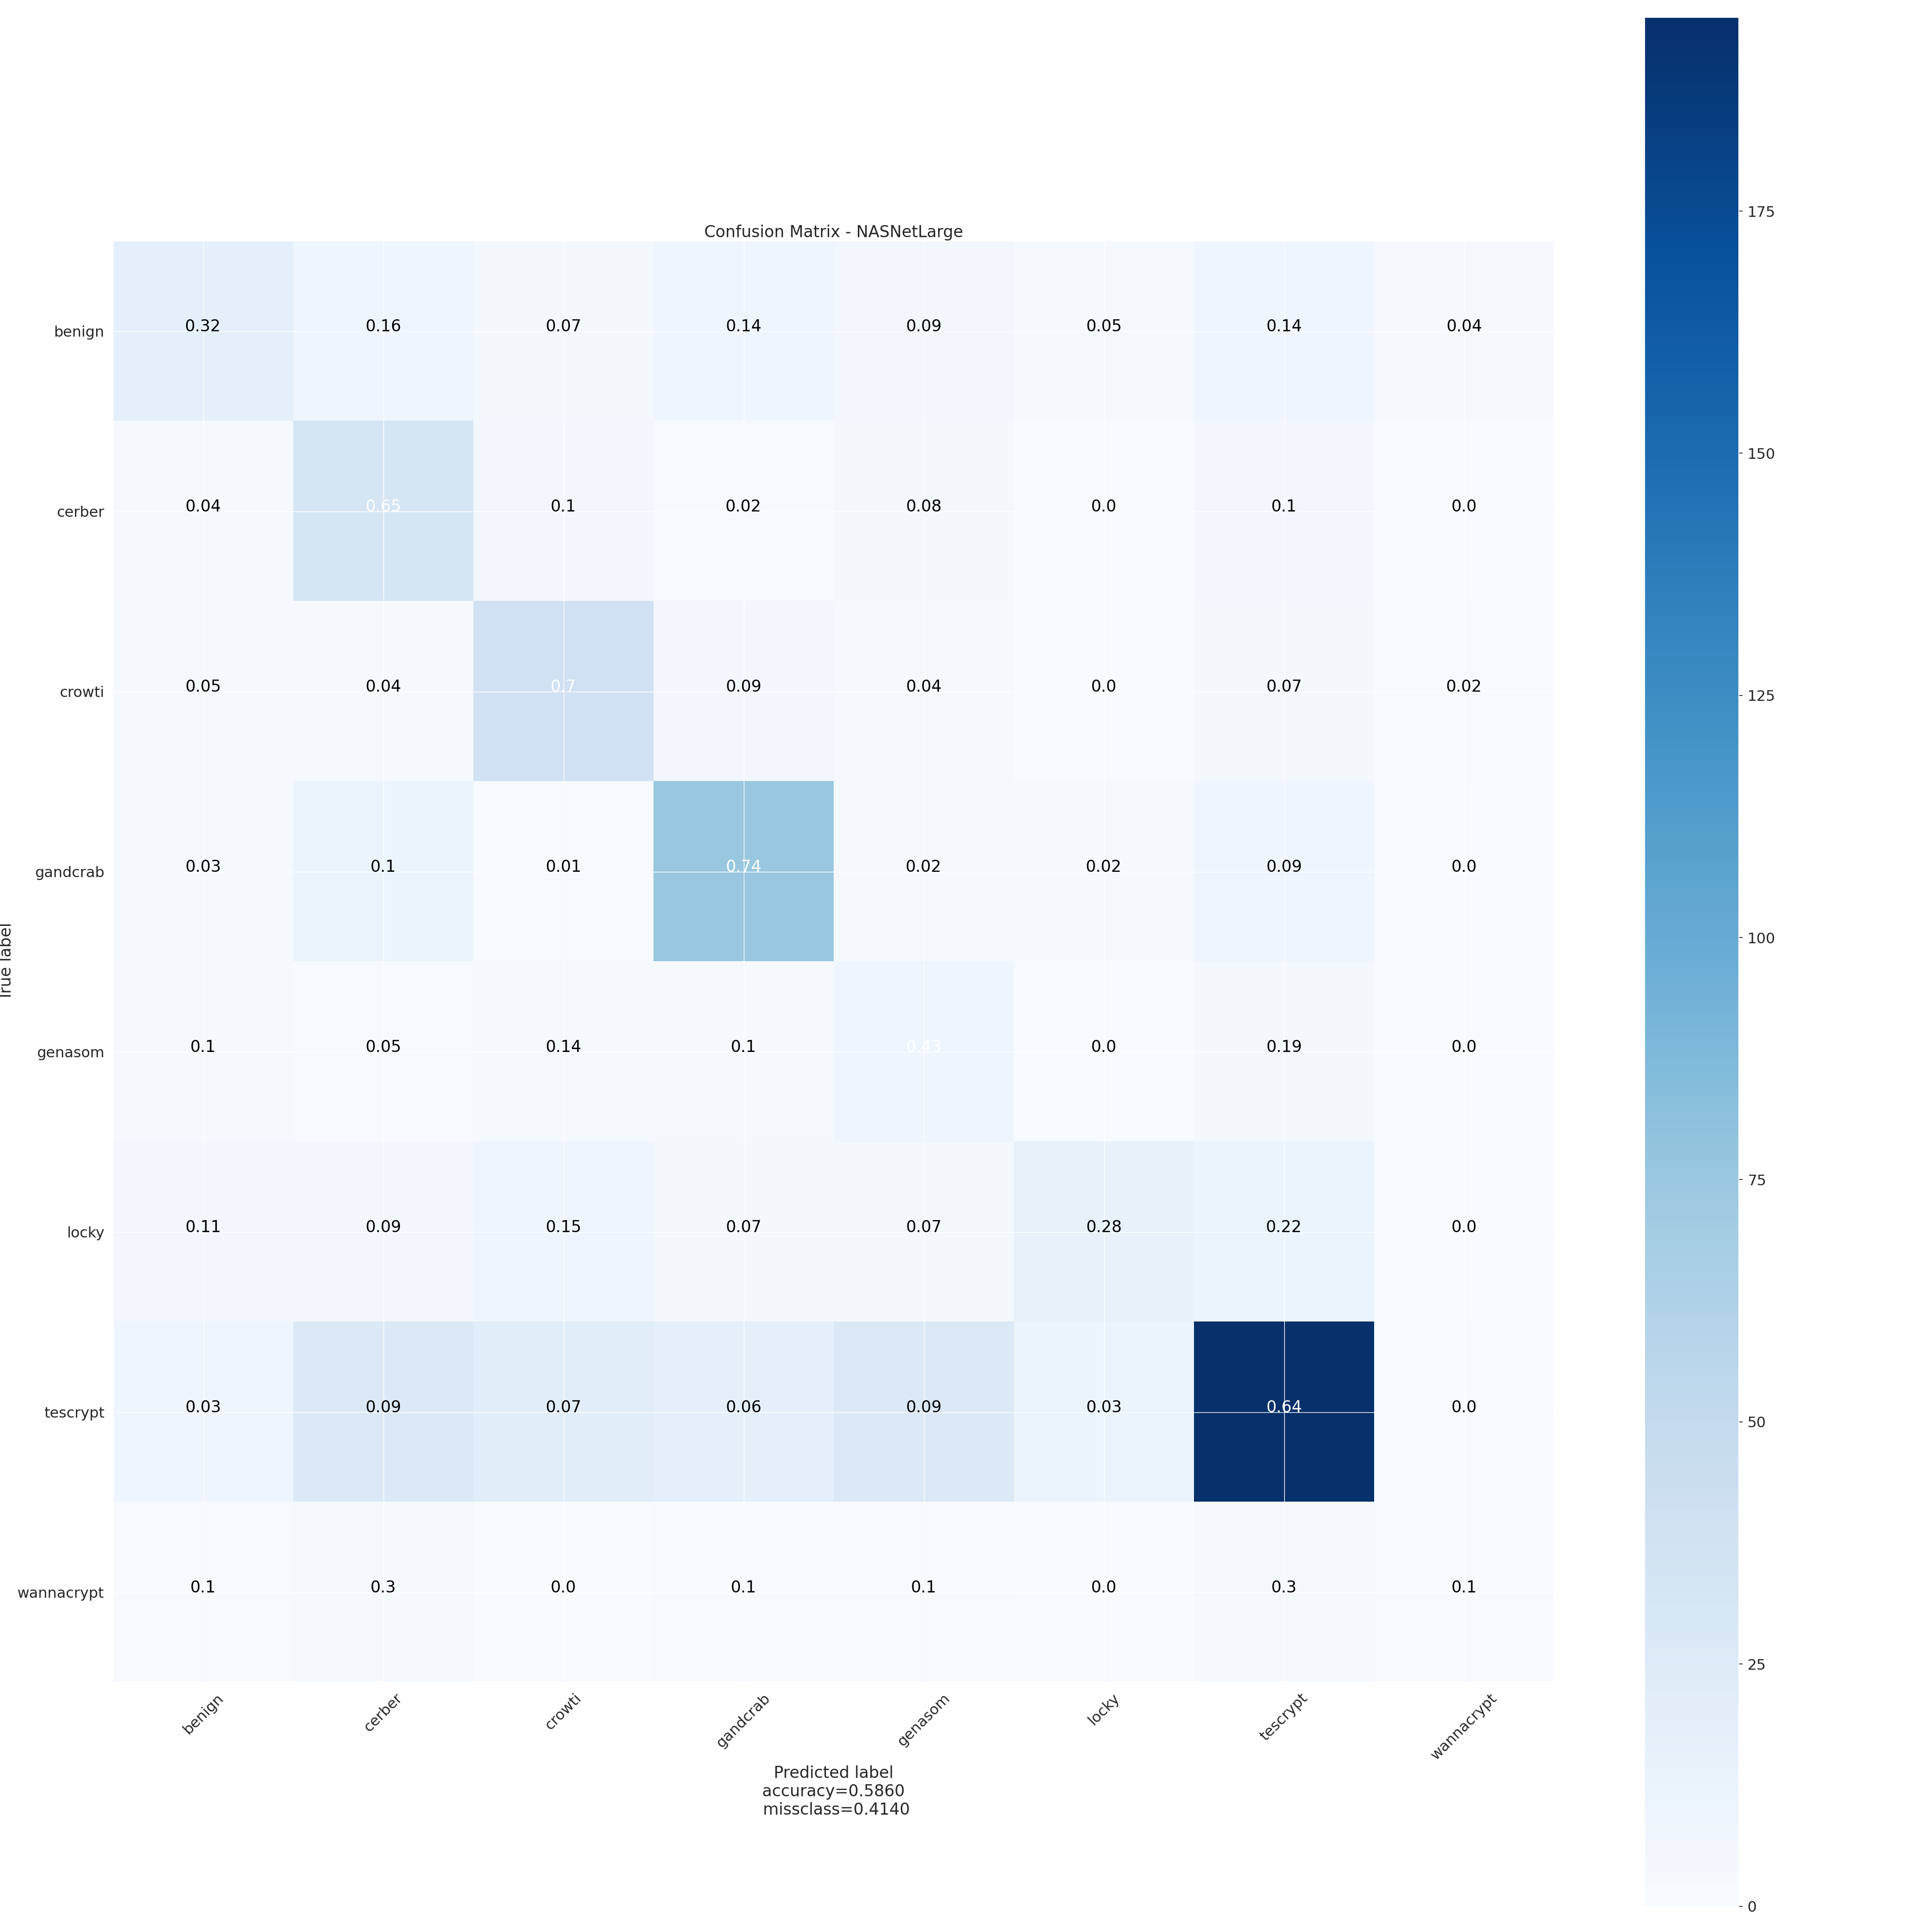 Confusion Matrix - NASNetLarge
benign 0.32 0.16 0.07 0.14 0.09 0.05 0.14 0.04
cerber 0.04 0.65 0.1 0.02 0.08 0.0 0.1 0.0
crowti 0.05 0.04 0.7 0.09 0.04 0.0 0.07 0.02
gandcrab 0.03 0.1 0.01 0.74 0.02 0.02 0.09 0.0
True label
genasom 0.1 0.05 0.14 0.1 0.43 0.0 0.19 0.0
locky 0.11 0.09 0.15 0.07 0.07 0.28 0.22 0.0
tescrypt 0.03 0.09 0.07 0.06 0.09 0.03 0.64 0.0
wannacrypt 0.1 0.3 0.0 0.1 0.1 0.0 0.3 0.1
benign cerber crowti gandcrab genasom locky tescrypt wannacrypt
Predicted label
accuracy=0.5860
missclass=0.4140
175
150
125
100
75
50
25
0